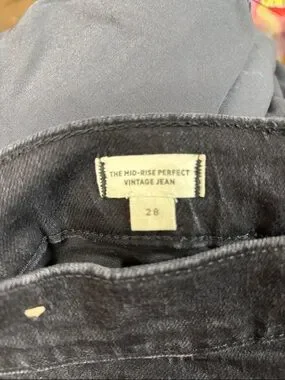 THE MID-RISE PERFECT
VINTAGE JEAN
28